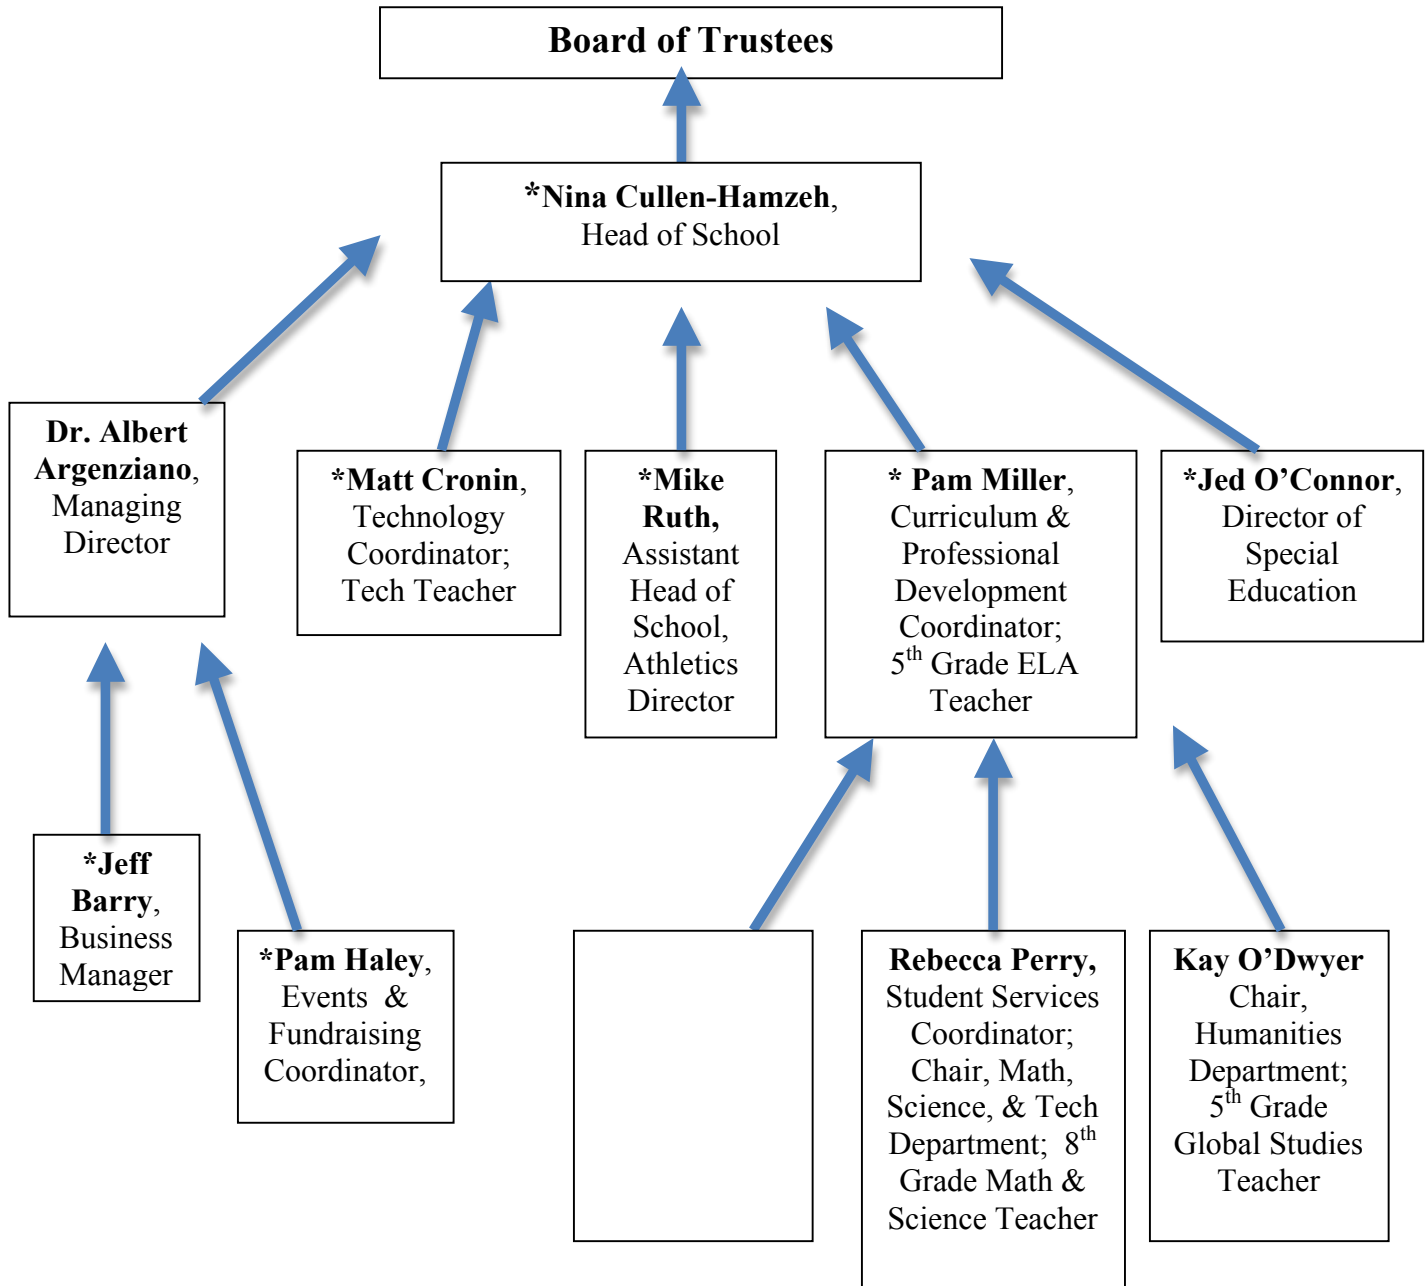 Board of Trustees
*Nina Cullen-Hamzeh,
Head of School
Dr. Albert
Argenziano,
Managing
Director
*Matt Cronin,
Technology
Coordinator;
Tech Teacher
*Mike
Ruth,
Assistant
Head of
School,
Athletics
Director
* Pam Miller,
Curriculum &
Professional
Development
Coordinator;
5th Grade ELA
Teacher
*Jed O’Connor,
Director of
Special
Education
*Jeff
Barry,
Business
Manager
*Pam Haley,
Events & 
Fundraising
Coordinator,
Rebecca Perry,
Student Services
Coordinator;
Chair, Math,
Science, & Tech
Department; 8th
Grade Math &
Science Teacher
Kay O’Dwyer
Chair,
Humanities
Department;
5th Grade
Global Studies
Teacher